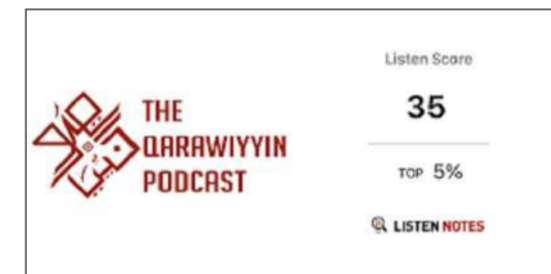 THE
QARAWIYYIN
PODCAST
Listen Score
35
TOP 5%
LISTEN NOTES